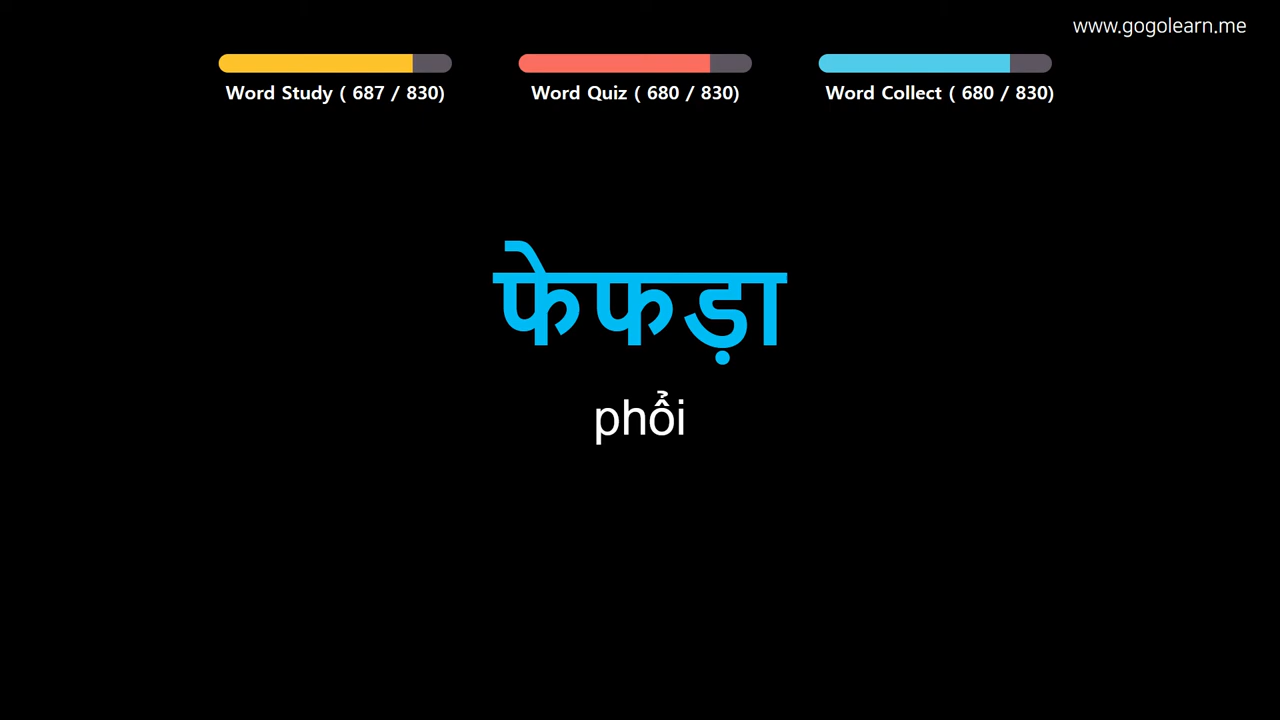 www.gogolearn.me
Word Study ( 687 / 830)
Word Quiz ( 680 / 830)
Word Collect ( 680 / 830)
फेफड़ा
phổi